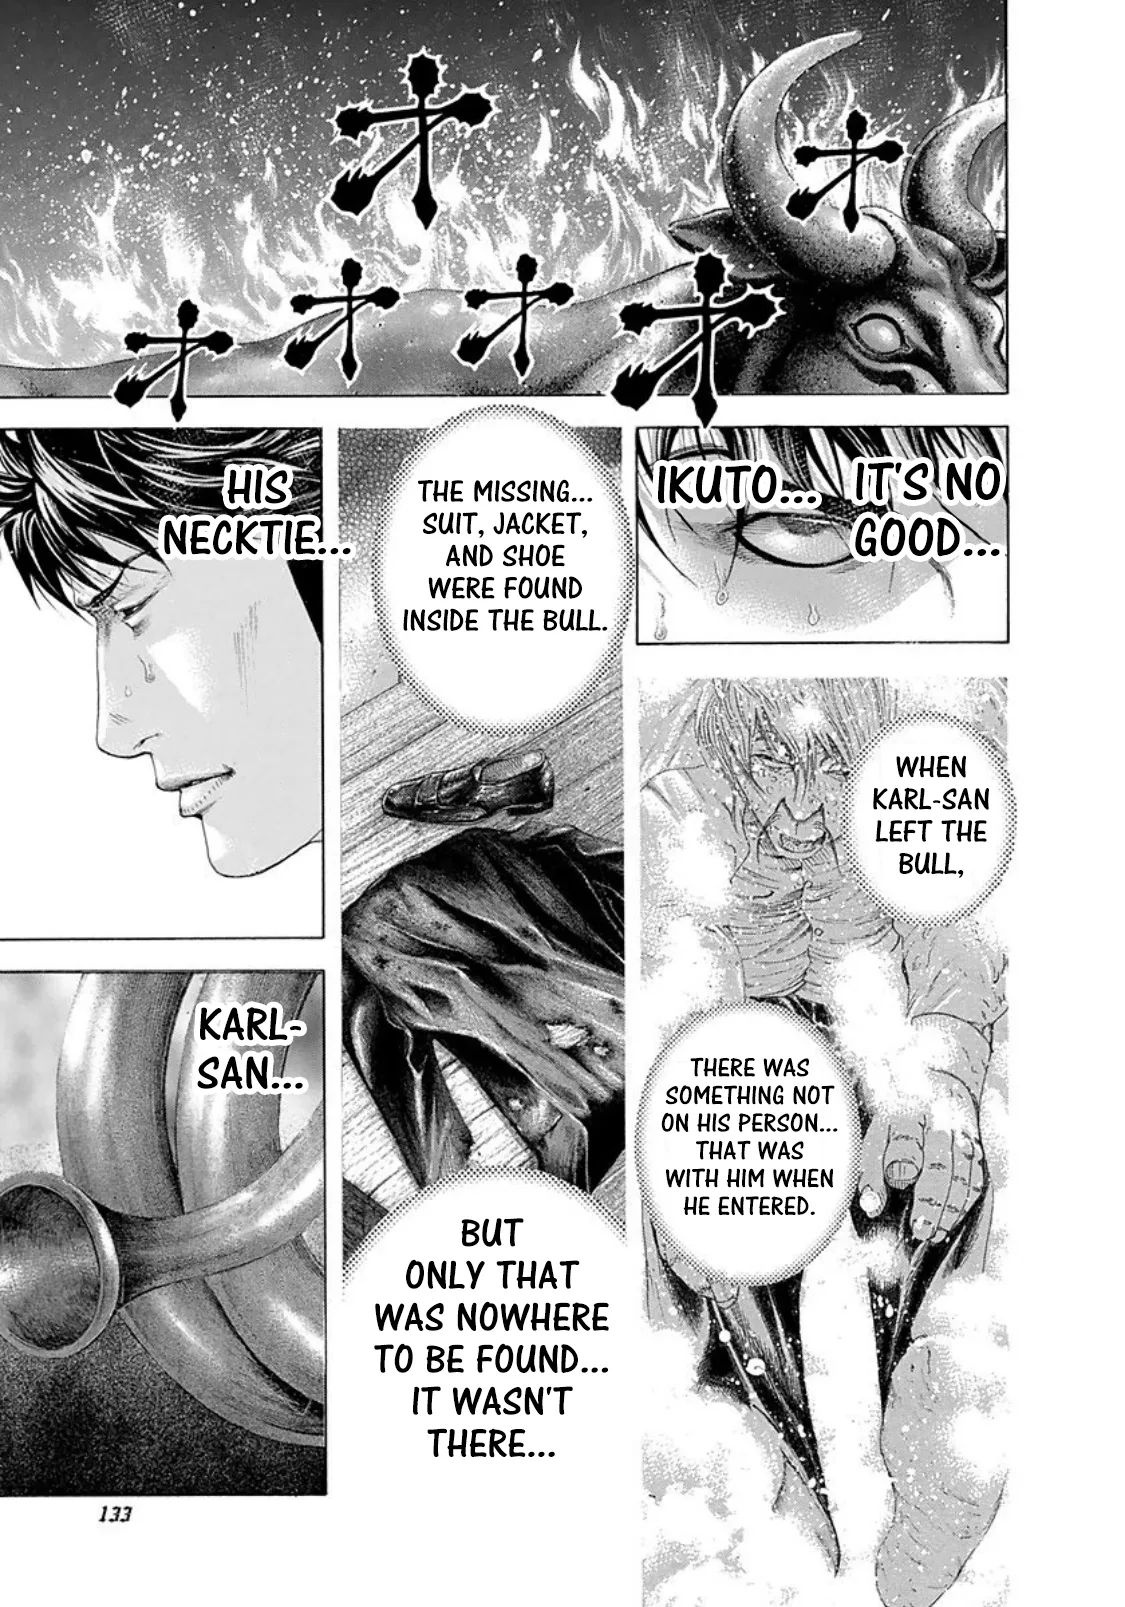 オ
オ
オ
オ
オ
オ
IT'S NO
GOOD...
IKUTO...
WHEN
KARL-SAN
LEFT THE
BULL,
THERE WAS
SOMETHING NOT
ON HIS PERSON...
THAT WAS
WITH HIM WHEN
HE ENTERED.
THE MISSING...
SUIT, JACKET,
AND SHOE
WERE FOUND
INSIDE THE BULL.
BUT
ONLY THAT
WAS NOWHERE
TO BE FOUND...
IT WASN'T
THERE...
HIS
NECKTIE...
KARL-
SAN...
133